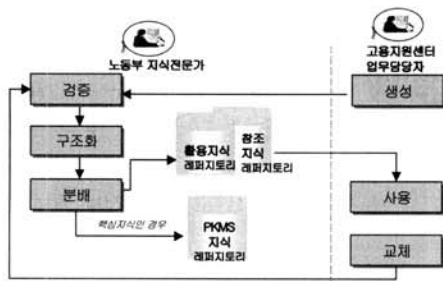 노동부 지식전문가
고용지원센터
업무담당자
검증
생성
구조화
활용지식
레퍼지토리
참조
지식
레퍼지토리
분배
사용
핵심지식인 경우
PKMS
지식
레퍼지토리
교체